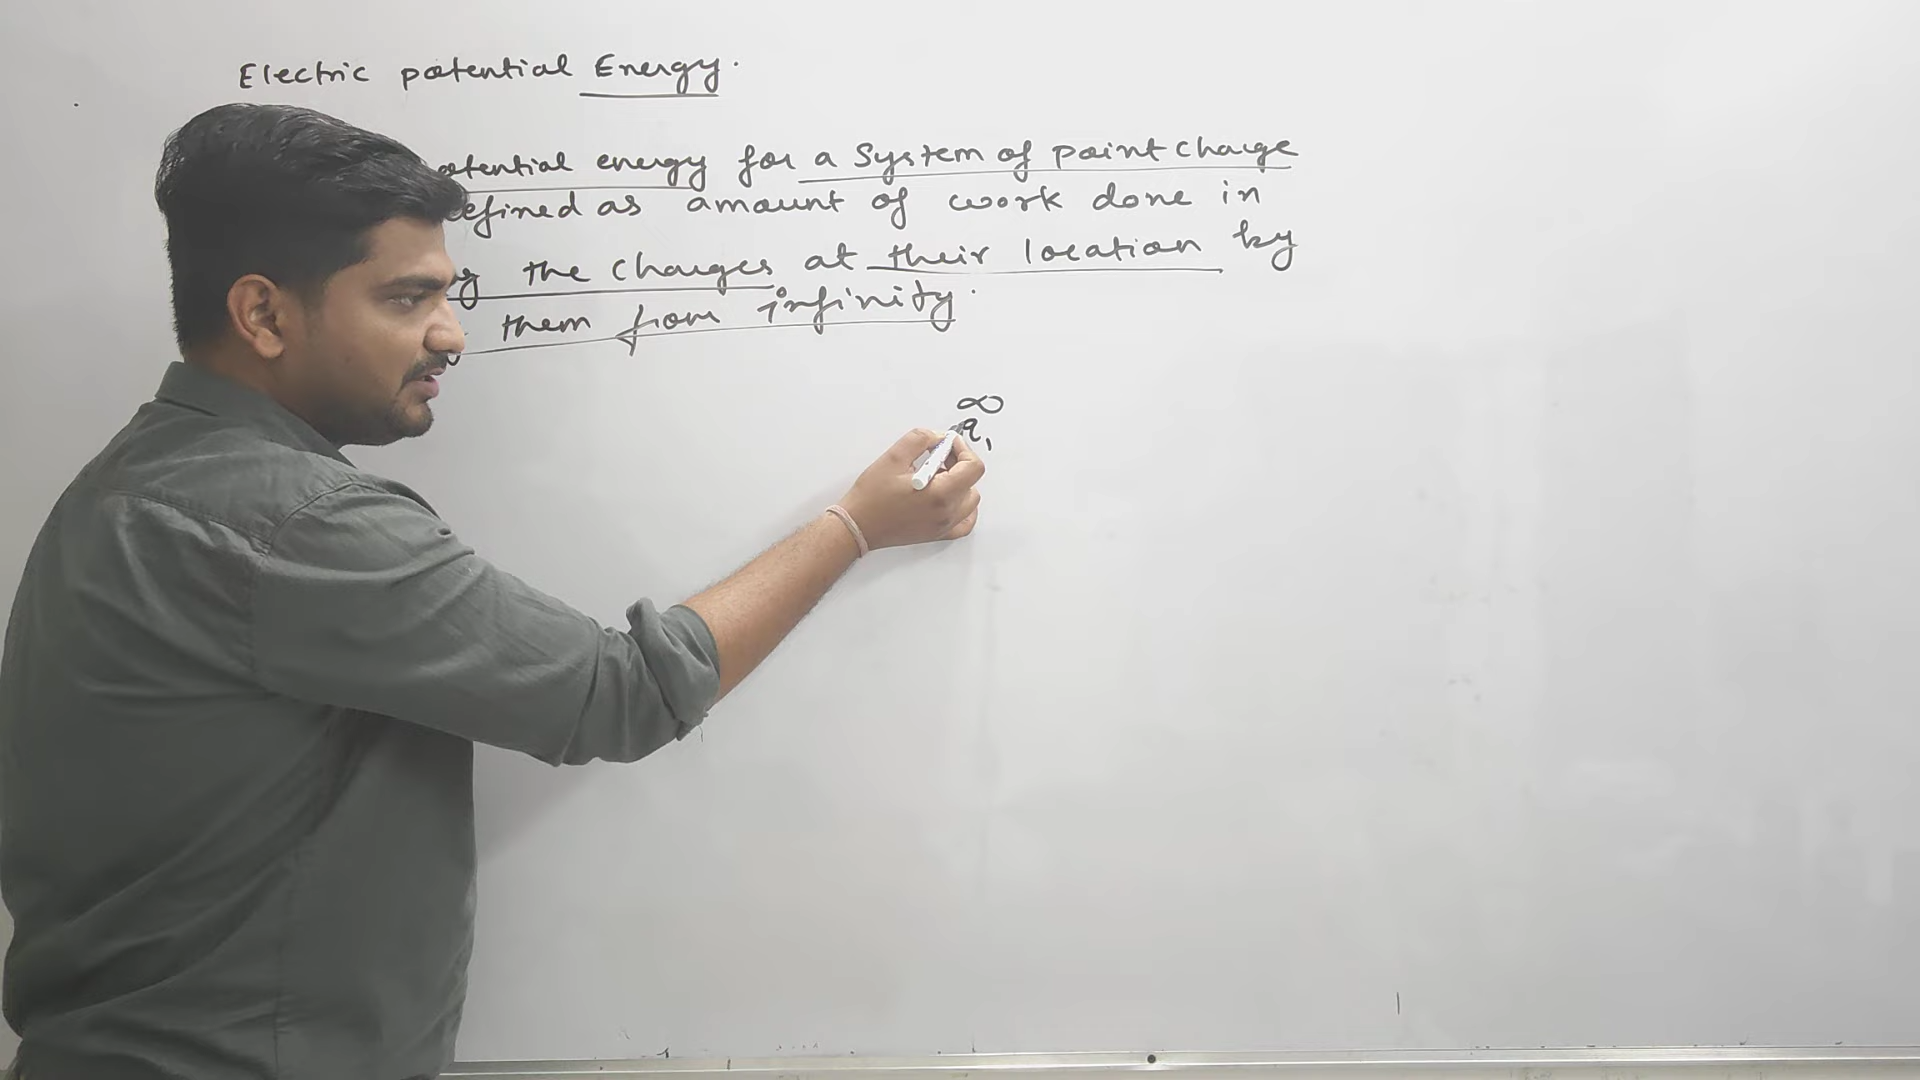 Electric potential Energy.
otential energy for a System of point charge
efined as amount of work done in
g the charges at their location by
them from infinity.
∞
q₁